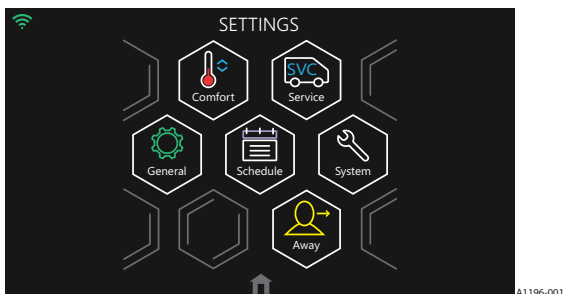 SETTINGS
SVC
Comfort
Service
General
Schedule
System
Away
A1196-001